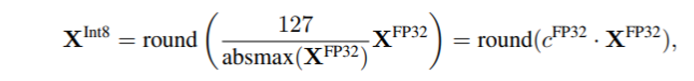 X^Int8 = round ( 127 / absmax(X^FP32) X^FP32 ) = round(c^FP32 · X^FP32),